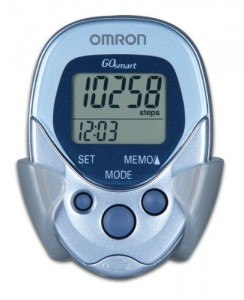 OMRON
GOsmart
10258
steps
12:03
SET MEMO▲
MODE